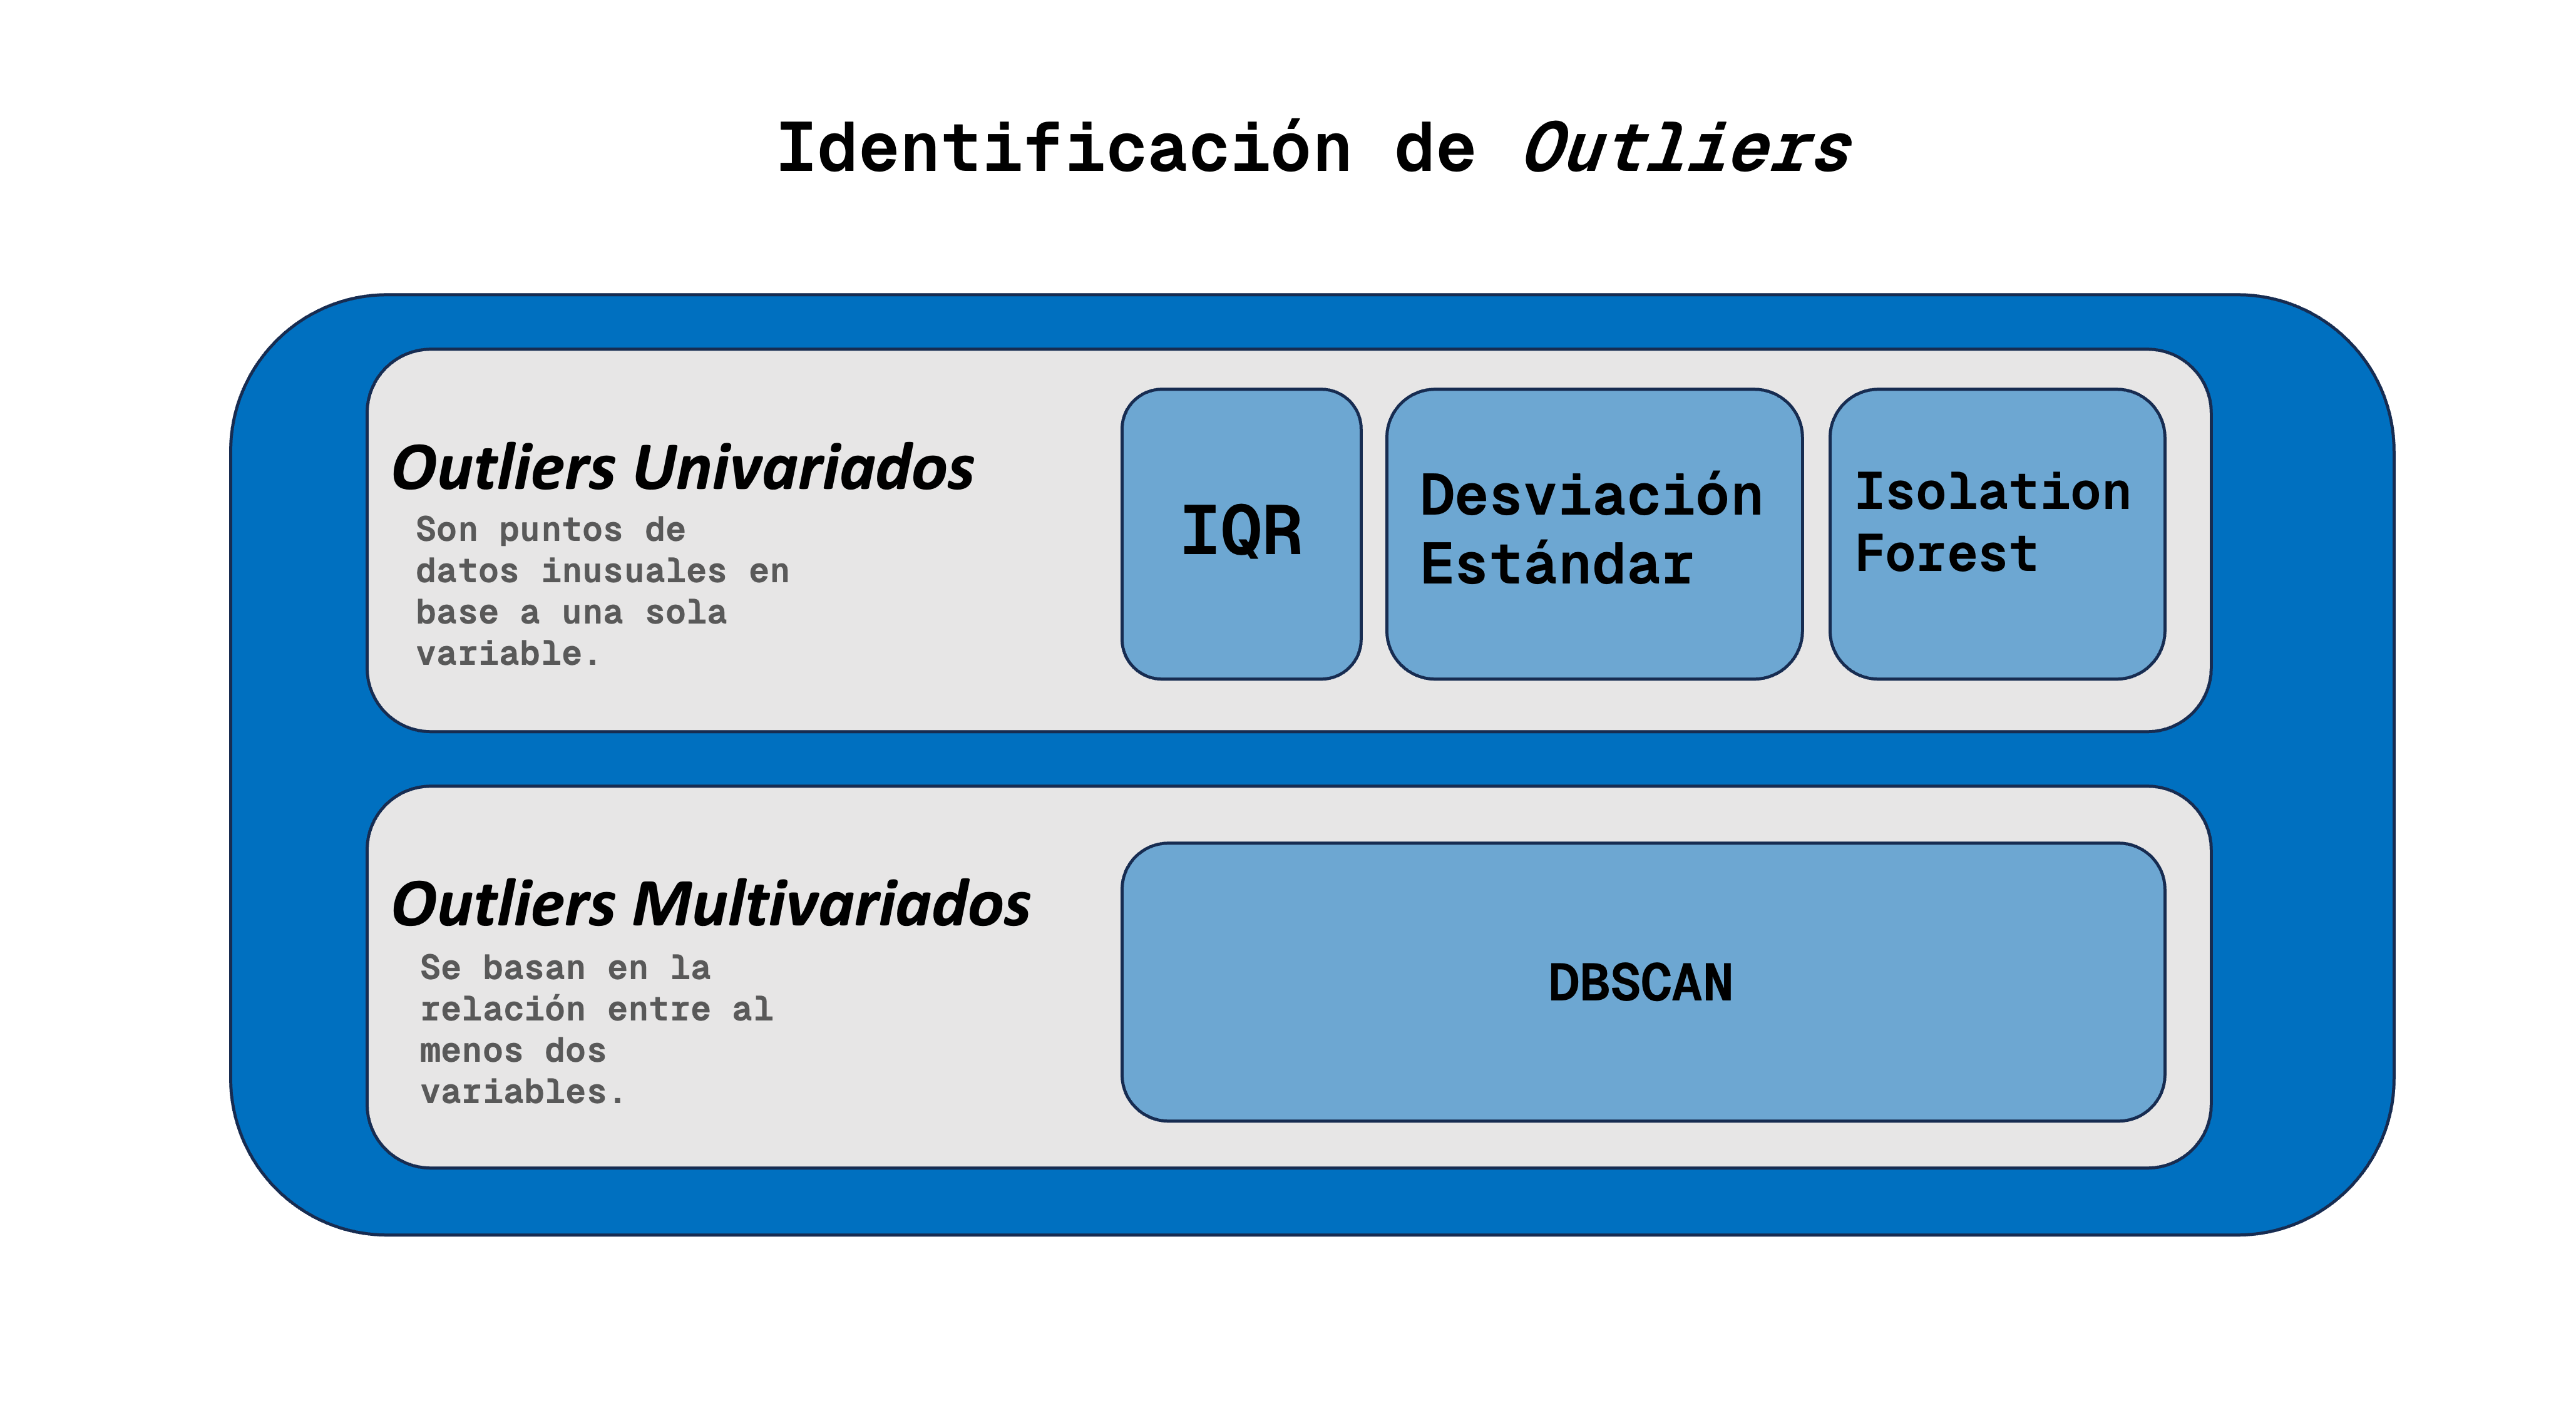 Identificación de Outliers
Outliers Univariados
Son puntos de
datos inusuales en
base a una sola
variable.
IQR
Desviación
Estándar
Isolation
Forest
Outliers Multivariados
Se basan en la
relación entre al
menos dos
variables.
DBSCAN